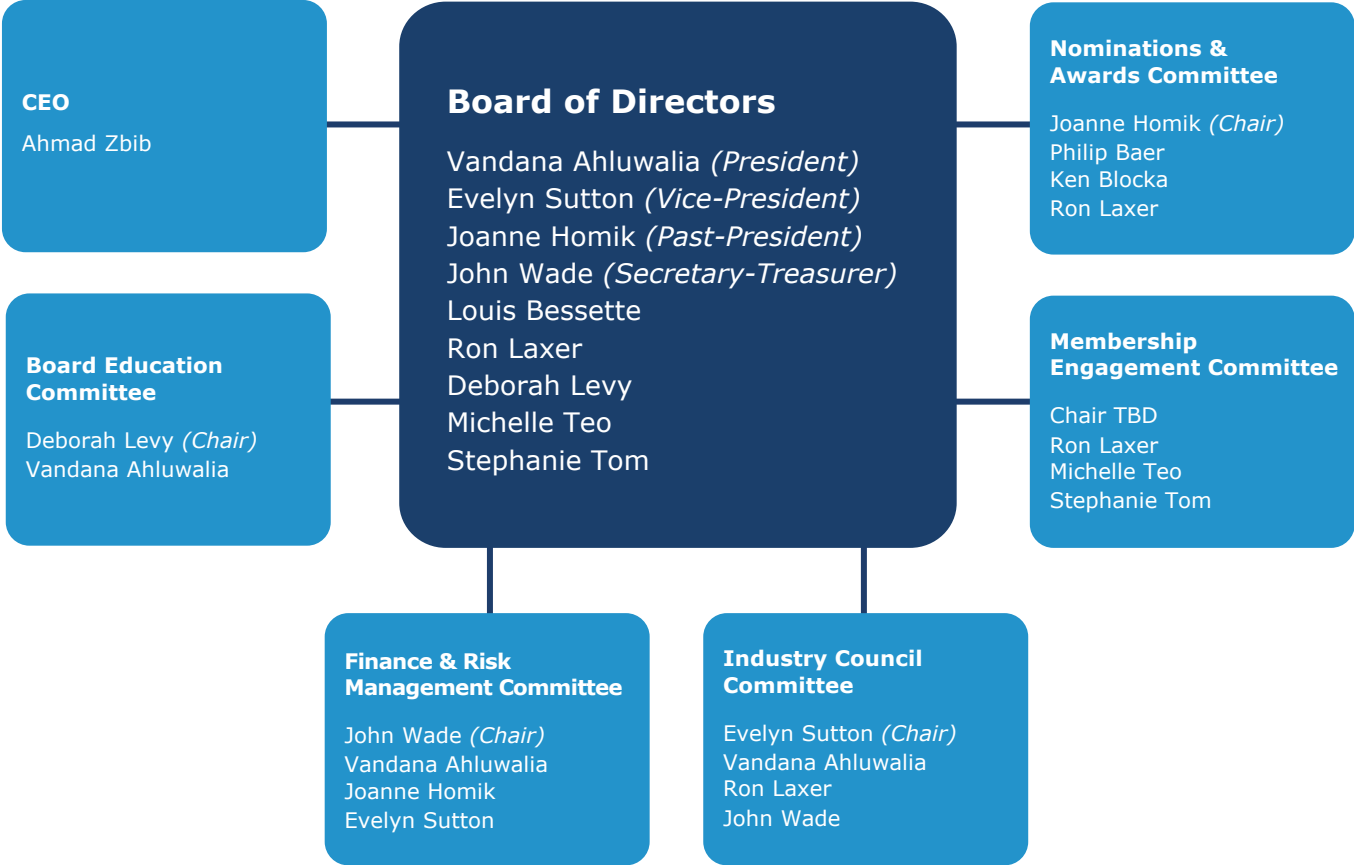 CEO
Ahmad Zbib
Board Education
Committee
Deborah Levy (Chair)
Vandana Ahluwalia
Board of Directors
Vandana Ahluwalia (President)
Evelyn Sutton (Vice-President)
Joanne Homik (Past-President)
John Wade (Secretary-Treasurer)
Louis Bessette
Ron Laxer
Deborah Levy
Michelle Teo
Stephanie Tom
Nominations &
Awards Committee
Joanne Homik (Chair)
Philip Baer
Ken Blocka
Ron Laxer
Membership
Engagement Committee
Chair TBD
Ron Laxer
Michelle Teo
Stephanie Tom
Finance & Risk
Management Committee
John Wade (Chair)
Vandana Ahluwalia
Joanne Homik
Evelyn Sutton
Industry Council
Committee
Evelyn Sutton (Chair)
Vandana Ahluwalia
Ron Laxer
John Wade